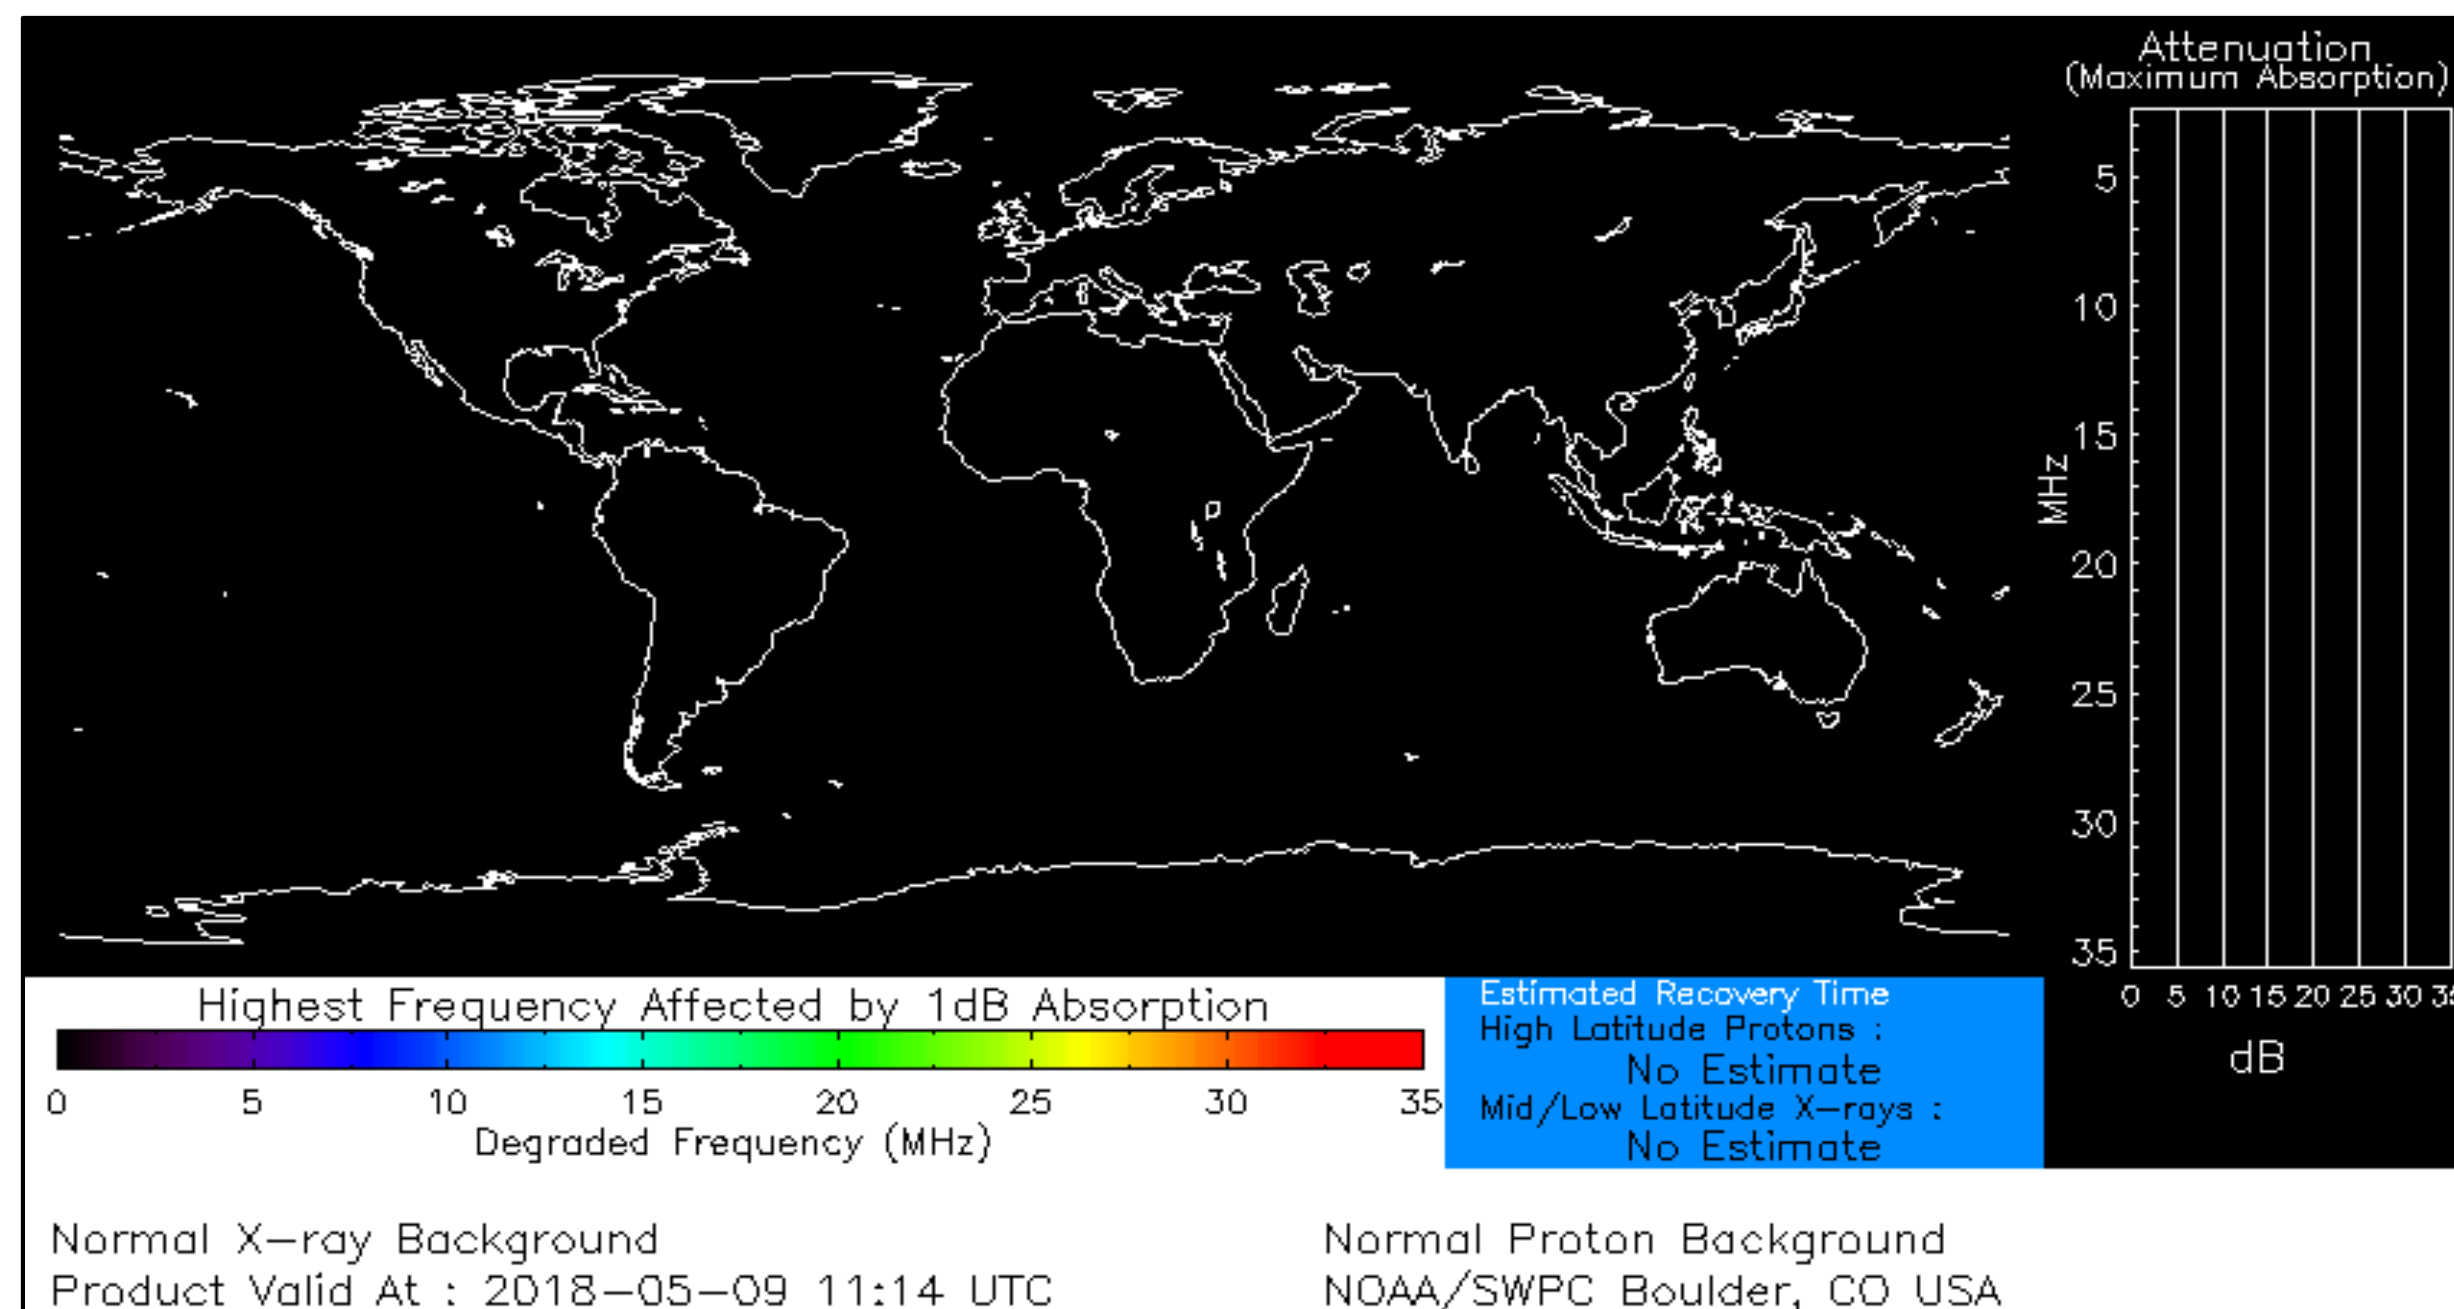 Attenuation
(Maximum Absorption)
5
10
15
20
25
30
35
MHz
0 5 10 15 20 25 30
dB
Highest Frequency Affected by 1dB Absorption
0 5 10 15 20 25 30 35
Degraded Frequency (MHz)
Estimated Recovery Time
High Latitude Protons :
No Estimate
Mid/Low Latitude X-rays :
No Estimate
Normal X-ray Background
Product Valid At : 2018-05-09 11:14 UTC
Normal Proton Background
NOAA/SWPC Boulder, CO USA